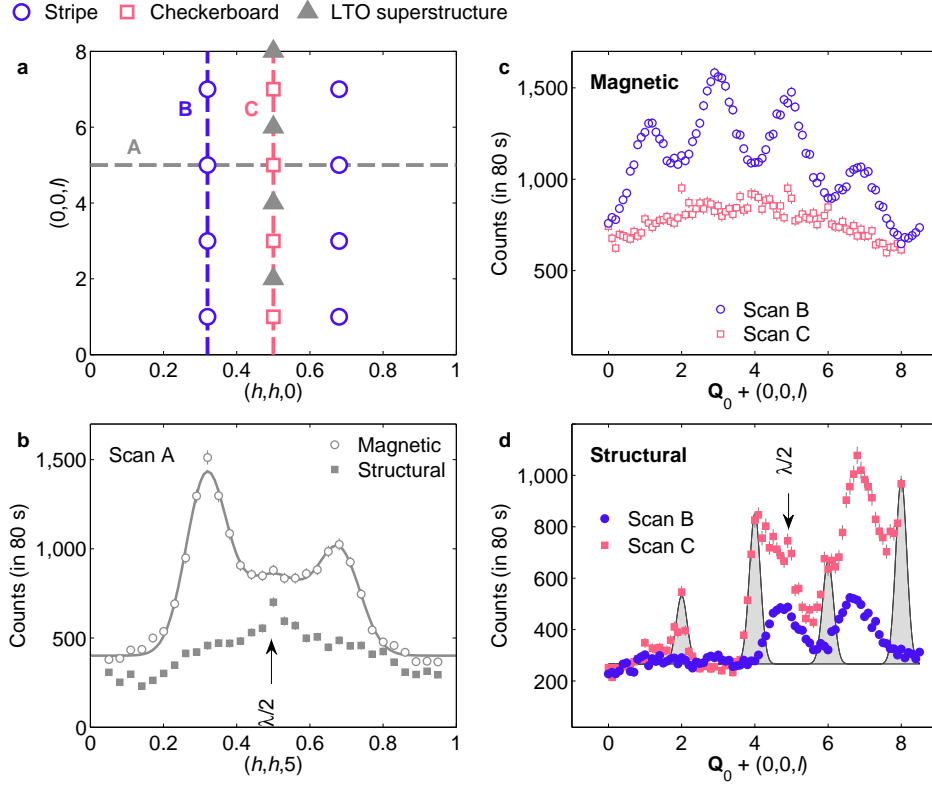 Stripe Checkerboard LTO superstructure
a
B
C
A
(0,0,l)
8
6
4
2
0
0 0.2 0.4 0.6 0.8 1
(h,h,0)
c
Magnetic
Counts (in 80 s)
1,500
1,000
500
Scan B
Scan C
0 2 4 6 8
Q0 + (0,0,l)
b
Scan A
Magnetic
Structural
Counts (in 80 s)
1,500
1,000
500
0
λ/2
0 0.2 0.4 0.6 0.8 1
(h,h,5)
d
Structural
λ/2
Scan B
Scan C
Counts (in 80 s)
1,000
800
600
400
200
0 2 4 6 8
Q0 + (0,0,l)